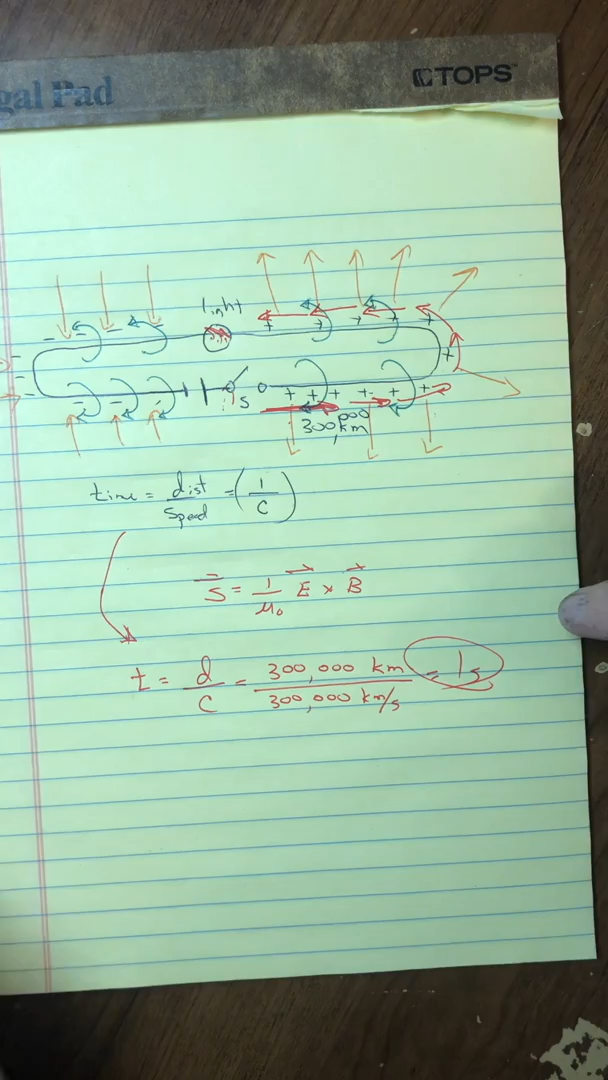 gal Pad
TOPS
light
S
300,000 km
time = dist/speed = (1/c)
S = 1/μ₀ E × B
t = d/c = 300,000 km / 300,000 km/s = 1s